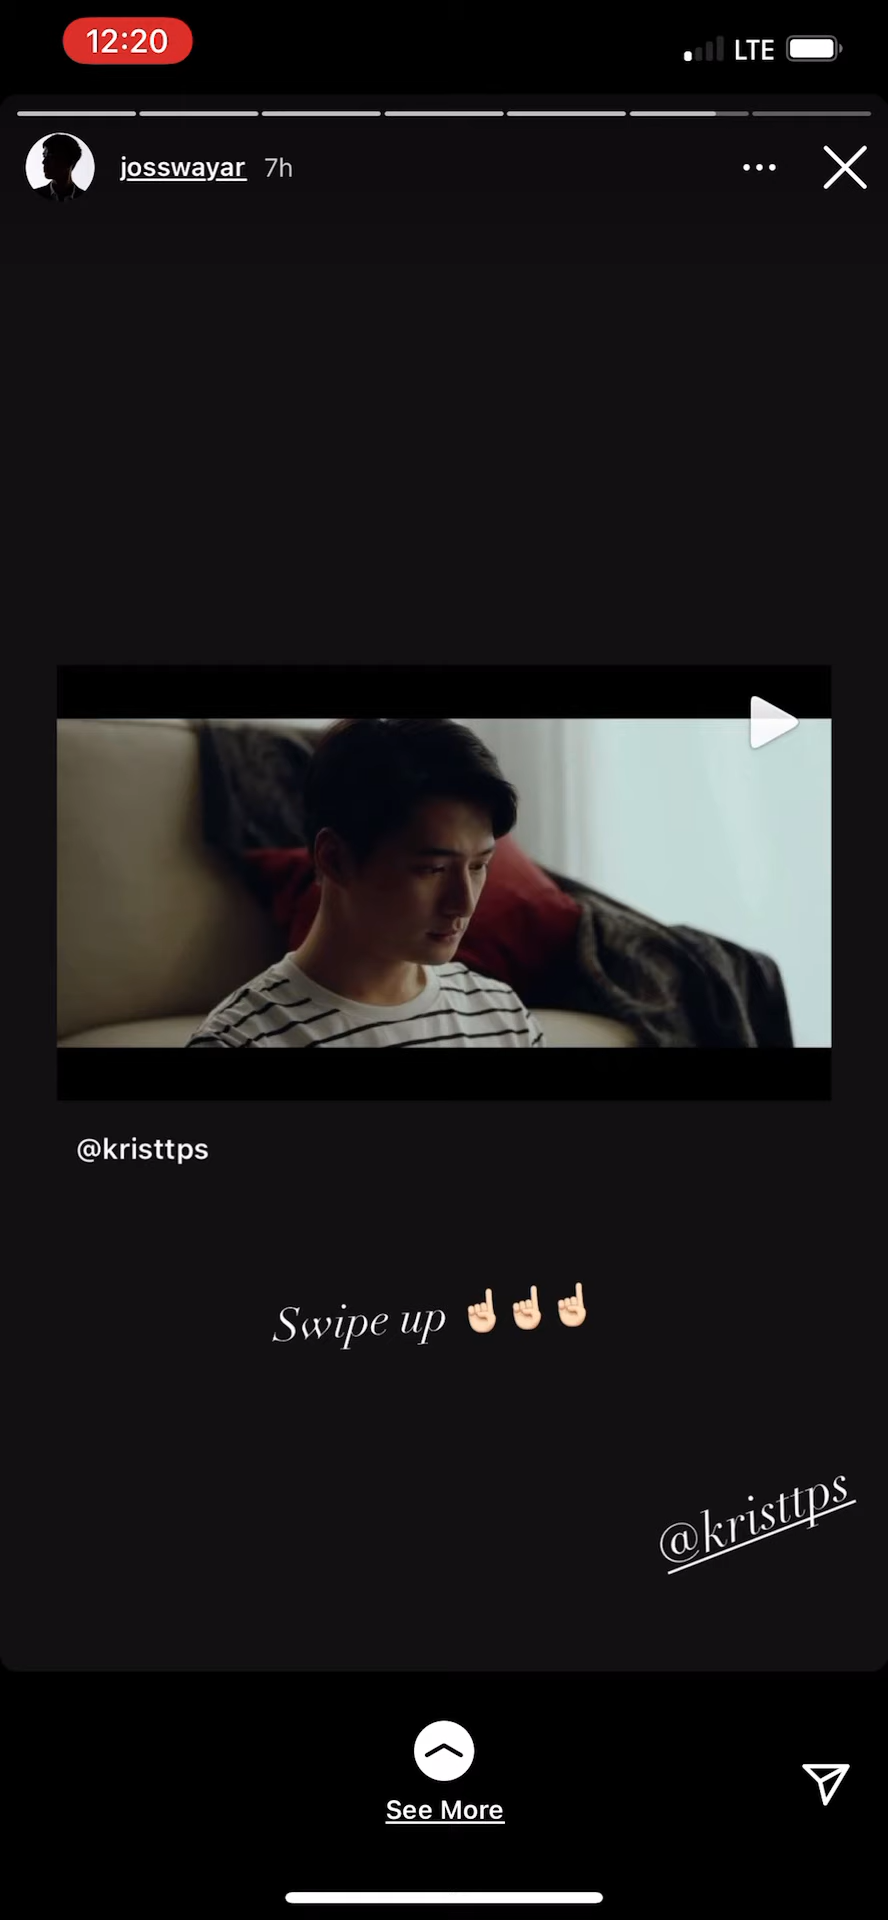 12:20
LTE
josswayar 7h
@kristtps
Swipe up ☝🏻☝🏻☝🏻
@kristtps
See More